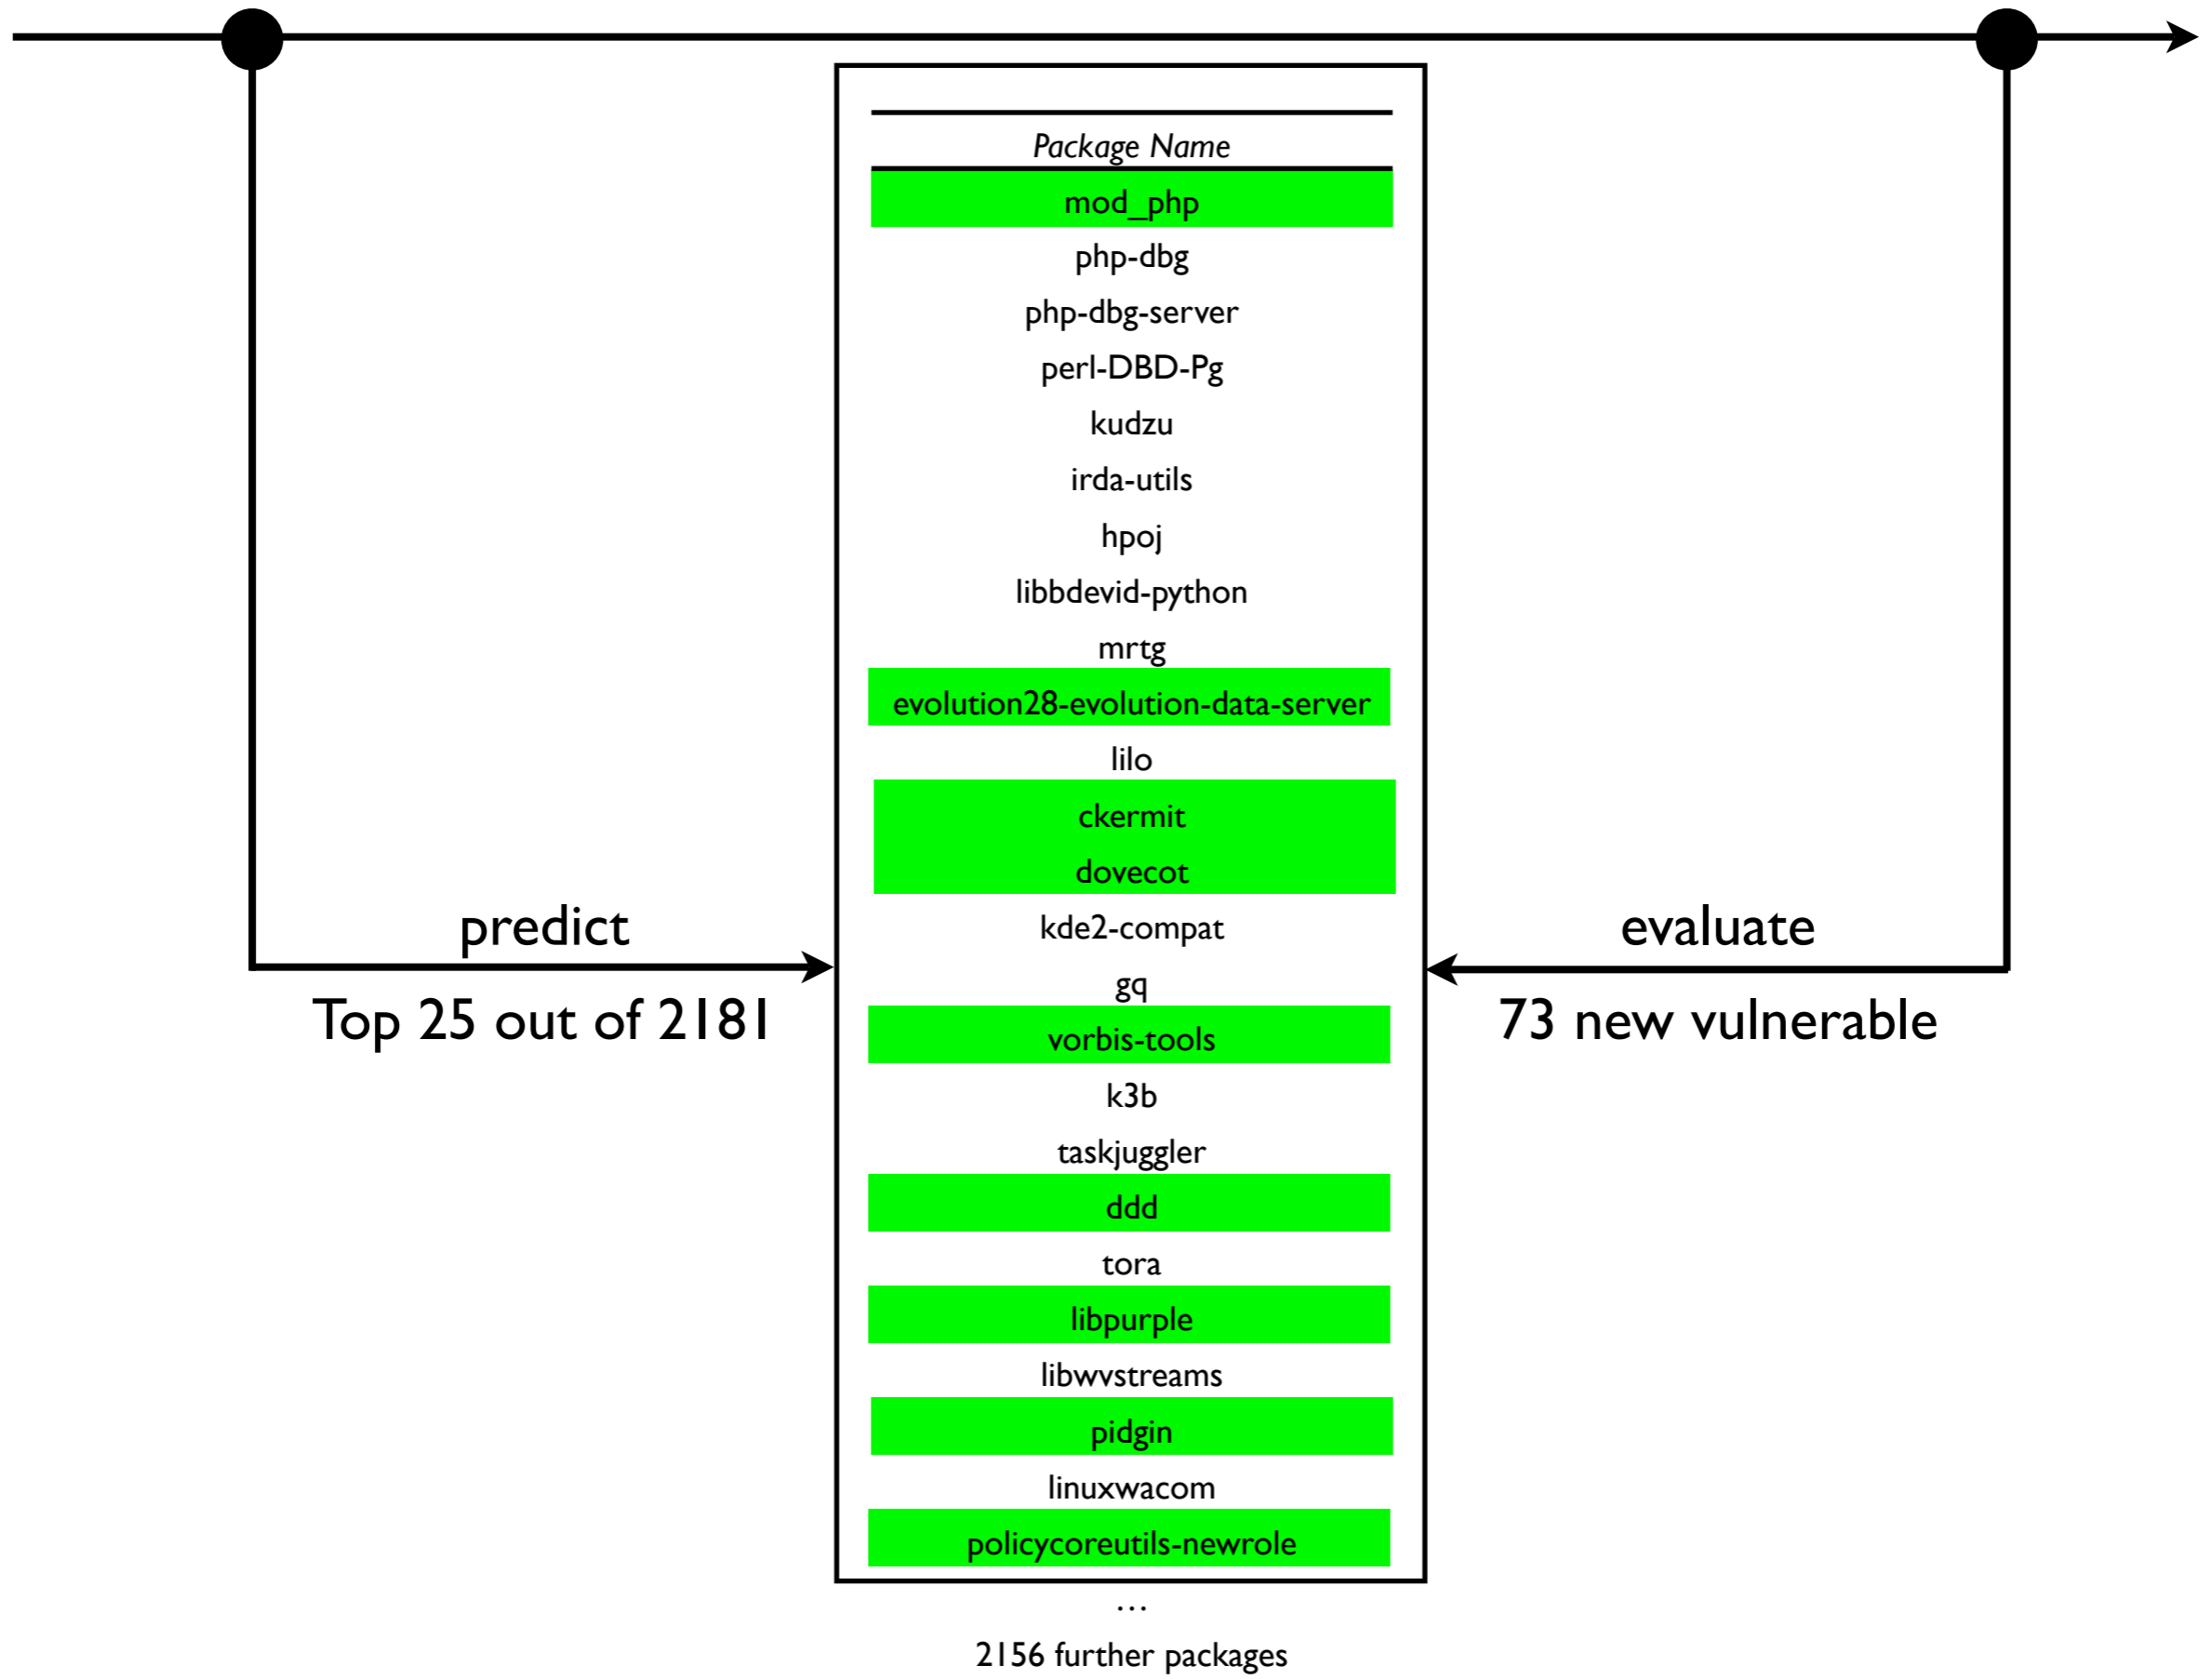 Package Name
mod_php
php-dbg
php-dbg-server
perl-DBD-Pg
kudzu
irda-utils
hpoj
libbdevid-python
mrtg
evolution28-evolution-data-server
lilo
ckermit
dovecot
kde2-compat
gq
vorbis-tools
k3b
taskjuggler
ddd
tora
libpurple
libwvstreams
pidgin
linuxwacom
policycoreutils-newrole
…
2156 further packages
predict
Top 25 out of 2181
evaluate
73 new vulnerable